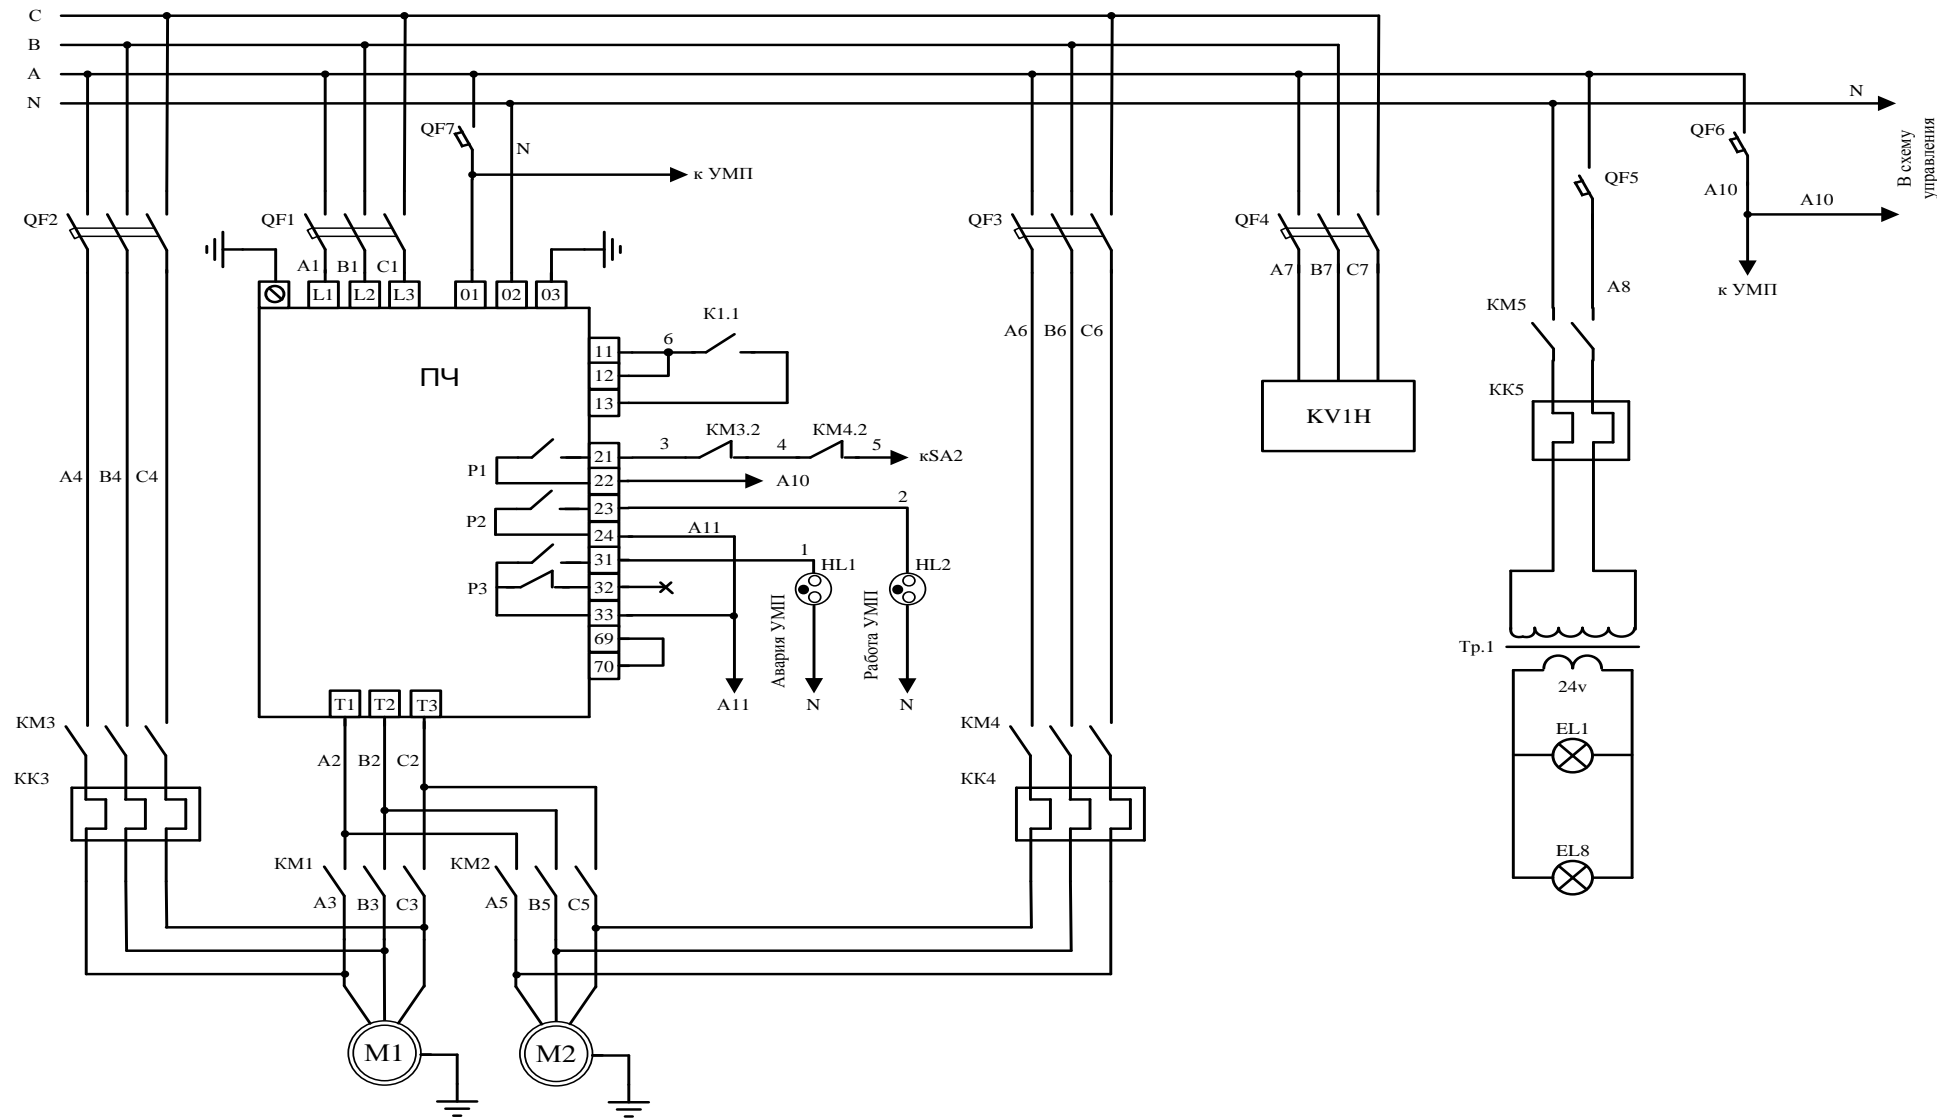 C
B
A
N
N
QF7
N
к УМП
QF6
A10
A10
В схему
управления
к УМП
QF5
A8
QF2
QF1
A1
B1
C1
L1
L2
L3
01
02
03
QF3
QF4
A7
B7
C7
KV1H
ПЧ
11
12
13
6
K1.1
A6
B6
C6
KM5
KK5
A4
B4
C4
P1
21
22
3
KM3.2
4
KM4.2
5
кSA2
A10
P2
23
24
2
A11
P3
31
32
33
1
HL1
HL2
Авария УМП
Работа УМП
69
70
A11
N
N
Тр.1
24v
EL1
EL8
T1
T2
T3
KM3
KK3
A2
B2
C2
KM4
KK4
KM1
A3
B3
C3
KM2
A5
B5
C5
M1
M2